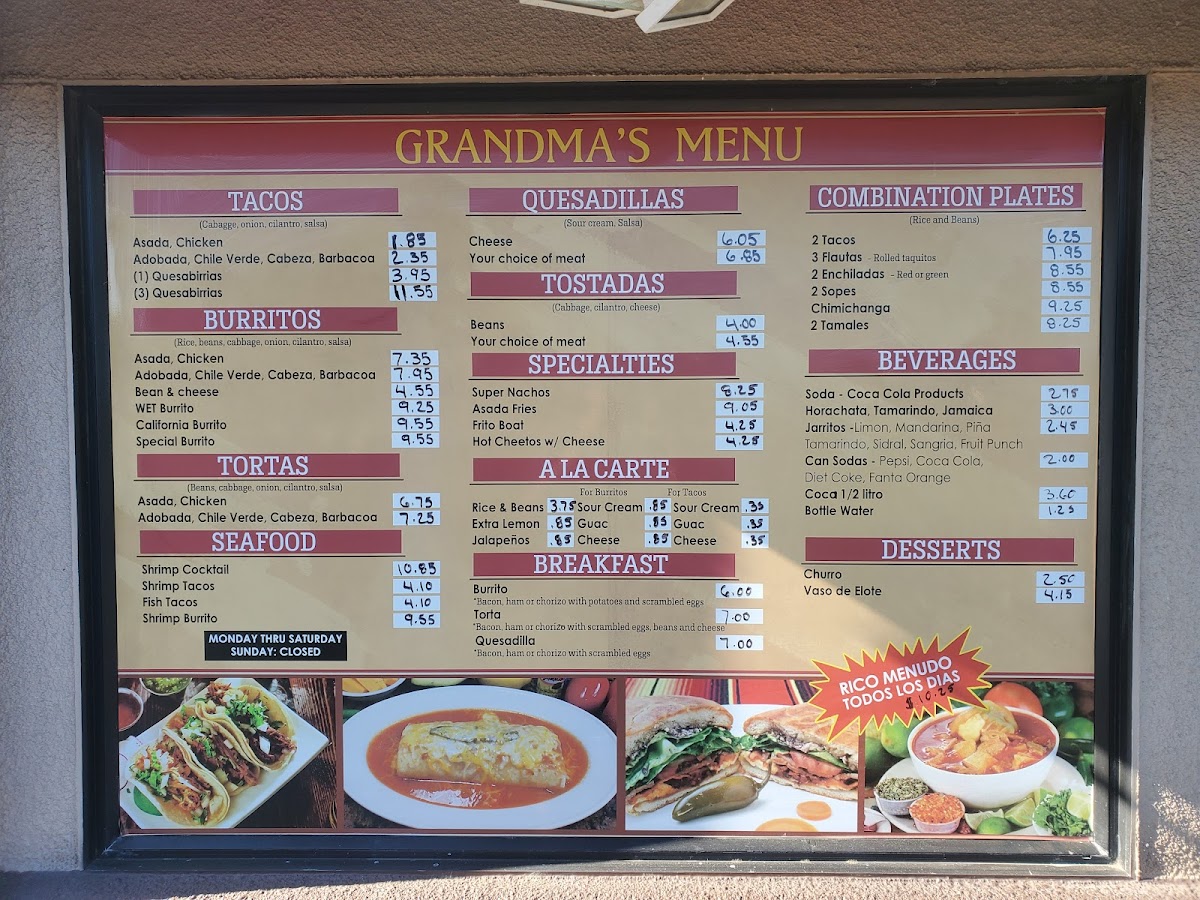 GRANDMA'S MENU
TACOS
(Cabagge, onion, cilantro, salsa)
Asada, Chicken 1.85
Adobada, Chile Verde, Cabeza, Barbacoa 2.35
(1) Quesabirrias 3.95
(3) Quesabirrias 11.55
BURRITOS
(Rice, beans, cabbage, onion, cilantro, salsa)
Asada, Chicken 7.35
Adobada, Chile Verde, Cabeza, Barbacoa 7.95
Bean & cheese 4.55
WET Burrito 9.25
California Burrito 9.55
Special Burrito 9.55
TORTAS
(Beans, cabbage, onion, cilantro, salsa)
Asada, Chicken 6.75
Adobada, Chile Verde, Cabeza, Barbacoa 7.25
SEAFOOD
Shrimp Cocktail 10.85
Shrimp Tacos 4.10
Fish Tacos 4.10
Shrimp Burrito 9.55
MONDAY THRU SATURDAY
SUNDAY: CLOSED
QUESADILLAS
(Sour cream, Salsa)
Cheese 6.05
Your choice of meat 6.85
TOSTADAS
(Cabbage, cilantro, cheese)
Beans 4.00
Your choice of meat 4.55
SPECIALTIES
Super Nachos 8.25
Asada Fries 9.05
Frito Boat 4.25
Hot Cheetos w/ Cheese 4.25
A LA CARTE
For Burritos For Tacos
Rice & Beans 3.75 Sour Cream .85 Sour Cream .35
Extra Lemon .85 Guac .85 Guac .35
Jalapeños .85 Cheese .85 Cheese .35
BREAKFAST
Burrito 6.00
*Bacon, ham or chorizo with potatoes and scrambled eggs
Torta 7.00
*Bacon, ham or chorizo with scrambled eggs, beans and cheese
Quesadilla 7.00
*Bacon, ham or chorizo with scrambled eggs
COMBINATION PLATES
(Rice and Beans)
2 Tacos 6.25
3 Flautas - Rolled taquitos 7.95
2 Enchiladas - Red or green 8.55
2 Sopes 8.55
Chimichanga 9.25
2 Tamales 8.25
BEVERAGES
Soda - Coca Cola Products 2.75
Horachata, Tamarindo, Jamaica 3.00
Jarritos -Limon, Mandarina, Piña 2.45
Tamarindo, Sidral, Sangria, Fruit Punch
Can Sodas - Pepsi, Coca Cola, 2.00
Diet Coke, Fanta Orange
Coca 1/2 litro 3.60
Bottle Water 1.25
DESSERTS
Churro 2.50
Vaso de Elote 4.15
RICO MENUDO
TODOS LOS DIAS
$10.25